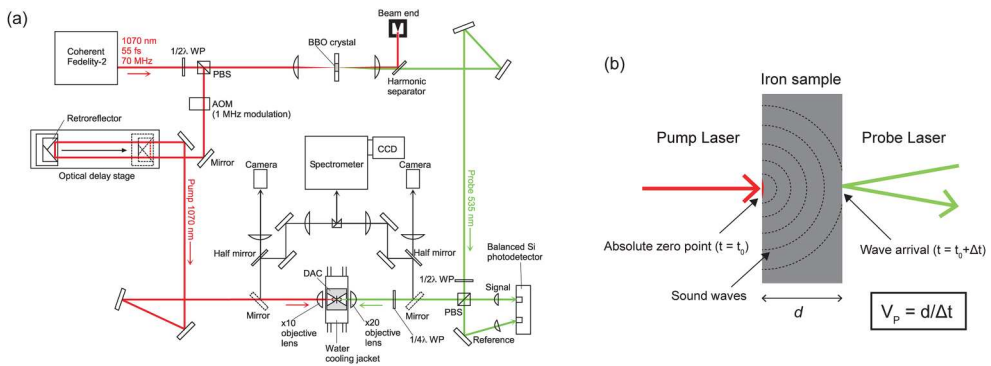 (a)
Beam end
Coherent
Fedelity-2
1070 nm
55 fs
70 MHz
1/2λ WP
PBS
BBO crystal
Harmonic
separator
AOM
(1 MHz modulation)
Retroreflector
Optical delay stage
Mirror
Camera
Spectrometer
CCD
Camera
Pump 1070 nm
Probe 535 nm
Half mirror
Half mirror
Balanced Si
photodetector
1/2λ WP
Signal
DAC
Mirror
x10
objective
lens
Water
cooling jacket
x20
objective
lens
1/4λ WP
Mirror
PBS
Reference
(b)
Iron sample
Pump Laser
Probe Laser
Absolute zero point (t = t₀)
Wave arrival (t = t₀+Δt)
Sound waves
d
Vₚ = d/Δt